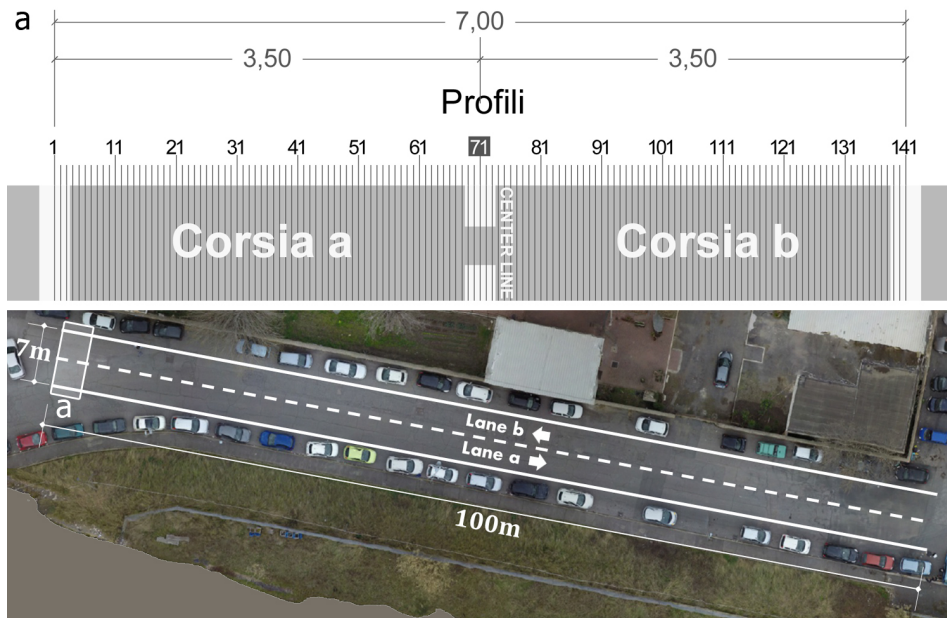 a
7,00
3,50 3,50
Profili
1 11 21 31 41 51 61 71 81 91 101 111 121 131 141
Corsia a CENTER LINE Corsia b
7m
a
Lane b
Lane a
100m